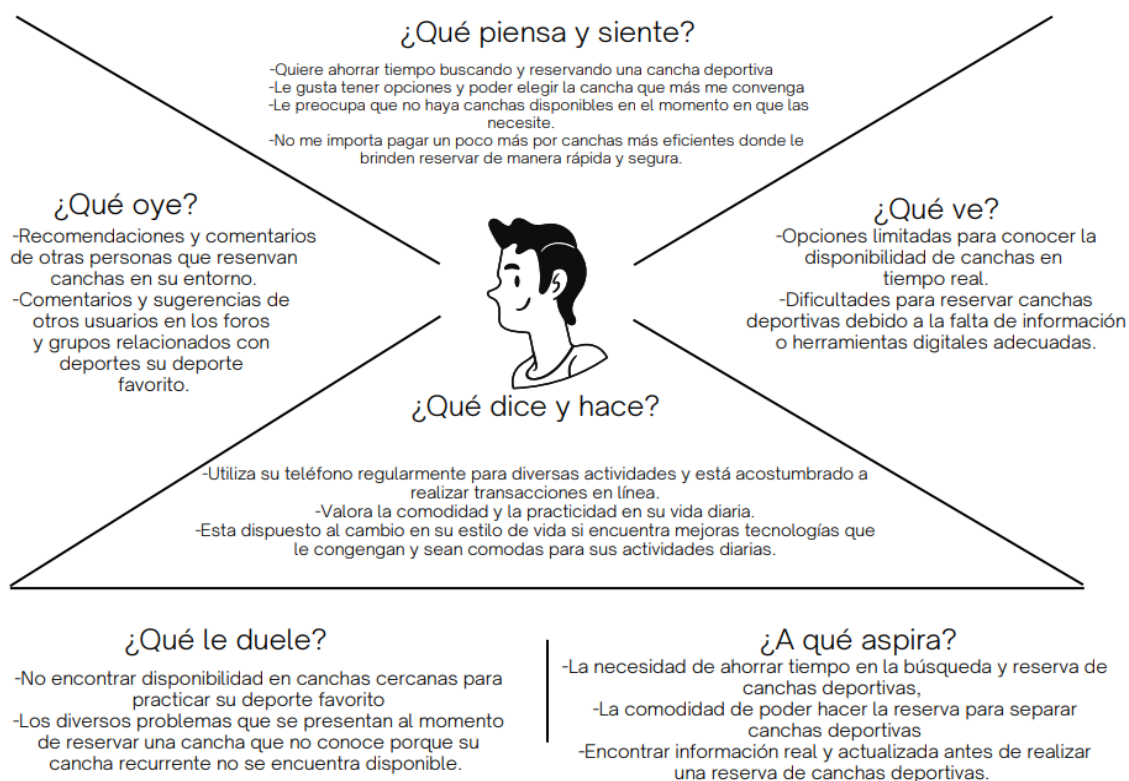 ¿Qué piensa y siente?
-Quiere ahorrar tiempo buscando y reservando una cancha deportiva
-Le gusta tener opciones y poder elegir la cancha que más me convenga
-Le preocupa que no haya canchas disponibles en el momento en que las
necesite.
-No me importa pagar un poco más por canchas más eficientes donde le
brinden reservar de manera rápida y segura.
¿Qué oye?
-Recomendaciones y comentarios
de otras personas que reservan
canchas en su entorno.
-Comentarios y sugerencias de
otros usuarios en los foros
y grupos relacionados con
deportes su deporte
favorito.
¿Qué ve?
-Opciones limitadas para conocer la
disponibilidad de canchas en
tiempo real.
-Dificultades para reservar canchas
deportivas debido a la falta de información
o herramientas digitales adecuadas.
¿Qué dice y hace?
-Utiliza su teléfono regularmente para diversas actividades y está acostumbrado a
realizar transacciones en línea.
-Valora la comodidad y la practicidad en su vida diaria.
-Esta dispuesto al cambio en su estilo de vida si encuentra mejoras tecnologías que
le congengan y sean comodas para sus actividades diarias.
¿Qué le duele?
-No encontrar disponibilidad en canchas cercanas para
practicar su deporte favorito
-Los diversos problemas que se presentan al momento
de reservar una cancha que no conoce porque su
cancha recurrente no se encuentra disponible.
¿A qué aspira?
-La necesidad de ahorrar tiempo en la búsqueda y reserva de
canchas deportivas,
-La comodidad de poder hacer la reserva para separar
canchas deportivas
-Encontrar información real y actualizada antes de realizar
una reserva de canchas deportivas.